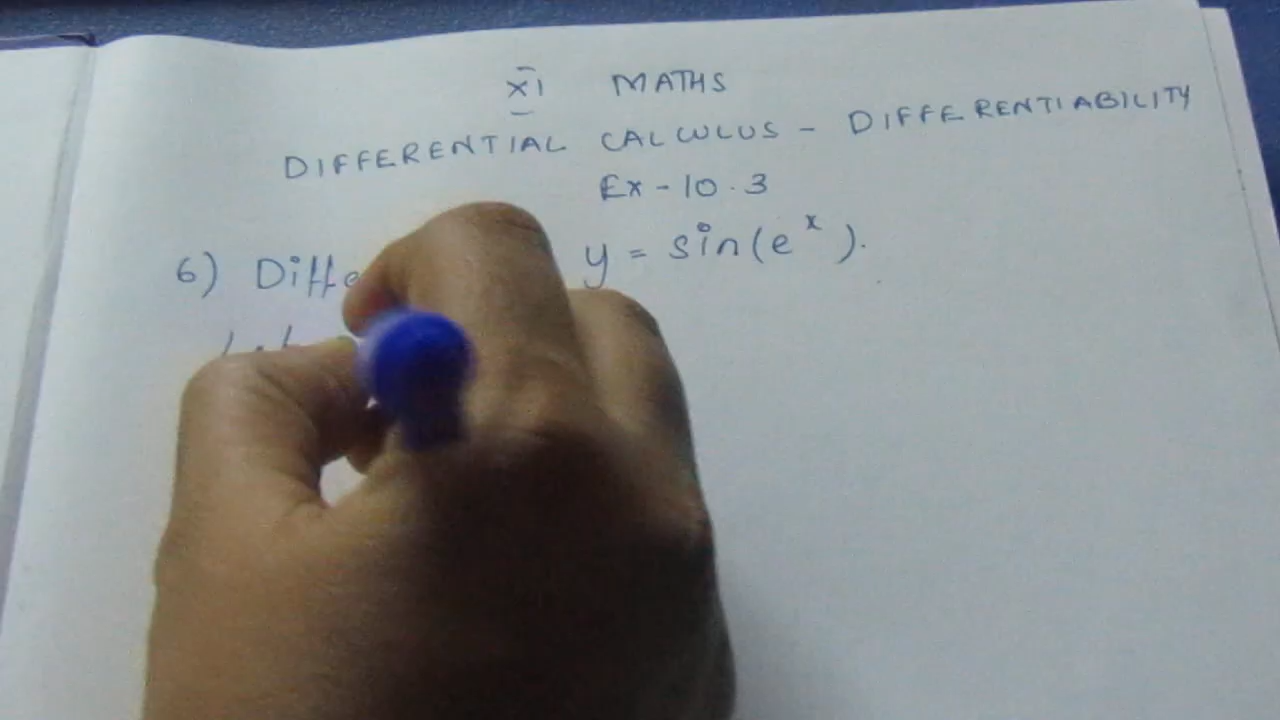 XI MATHS
DIFFERENTIAL CALCULUS - DIFFERENTIABILITY
Ex - 10.3
6) Diffe y = sin(e^x).